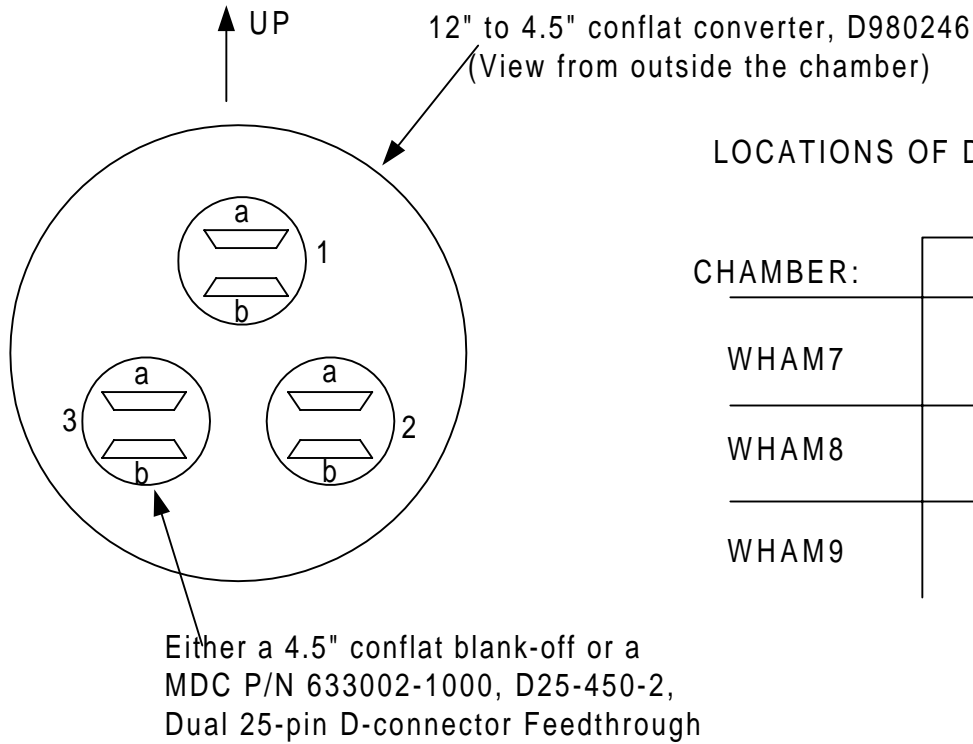 UP
12" to 4.5" conflat converter, D980246
(View from outside the chamber)
LOCATIONS OF
CHAMBER:
WHAM7
WHAM8
WHAM9
a
1
b
a
3
b
a
2
b
Either a 4.5" conflat blank-off or a
MDC P/N 633002-1000, D25-450-2,
Dual 25-pin D-connector Feedthrough